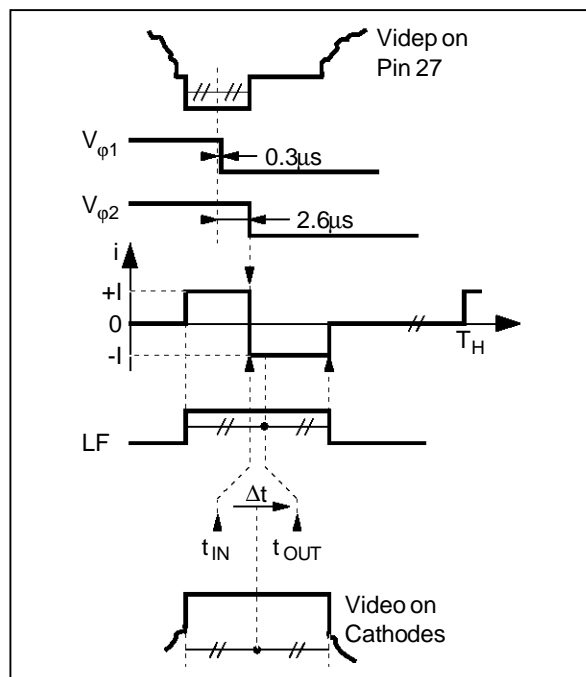 Videp on
Pin 27
Vφ1
0.3µs
Vφ2
2.6µs
i
+I
0
-I
TH
LF
Δt
tIN
tOUT
Video on
Cathodes